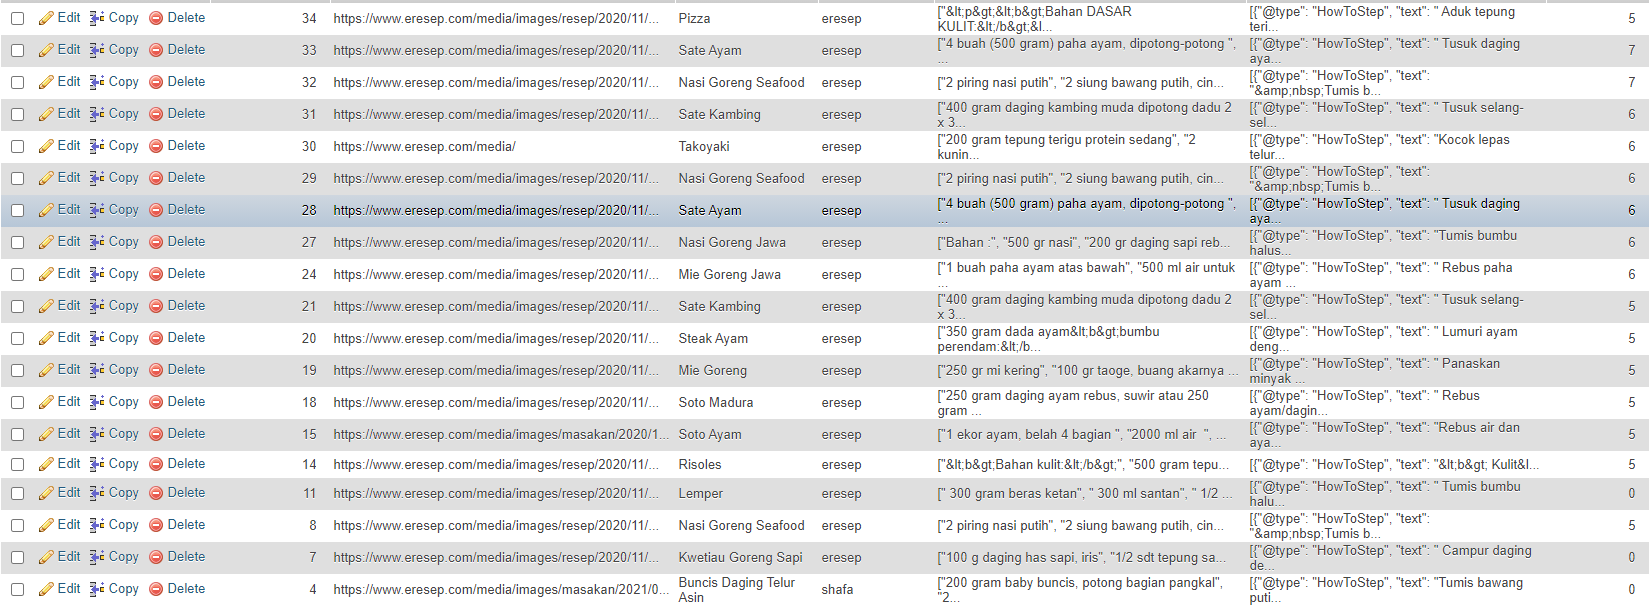 Edit Copy Delete 34 https://www.eresep.com/media/images/resep/2020/11/... Pizza eresep ["&lt;p&gt;&lt;b&gt;Bahan DASAR KULIT:&lt;/b&gt;&l... [{"@type": "HowToStep", "text": " Aduk tepung teri... 5
Edit Copy Delete 33 https://www.eresep.com/media/images/resep/2020/11/... Sate Ayam eresep ["4 buah (500 gram) paha ayam, dipotong-potong ", ... [{"@type": "HowToStep", "text": " Tusuk daging aya... 7
Edit Copy Delete 32 https://www.eresep.com/media/images/resep/2020/11/... Nasi Goreng Seafood eresep ["2 piring nasi putih", "2 siung bawang putih, cin... [{"@type": "HowToStep", "text": "&amp;nbsp;Tumis b... 7
Edit Copy Delete 31 https://www.eresep.com/media/images/resep/2020/11/... Sate Kambing eresep ["400 gram daging kambing muda dipotong dadu 2 x 3... [{"@type": "HowToStep", "text": " Tusuk selang-sel... 6
Edit Copy Delete 30 https://www.eresep.com/media/ Takoyaki eresep ["200 gram tepung terigu protein sedang", "2 kunin... [{"@type": "HowToStep", "text": "Kocok lepas telur... 6
Edit Copy Delete 29 https://www.eresep.com/media/images/resep/2020/11/... Nasi Goreng Seafood eresep ["2 piring nasi putih", "2 siung bawang putih, cin... [{"@type": "HowToStep", "text": "&amp;nbsp;Tumis b... 6
Edit Copy Delete 28 https://www.eresep.com/media/images/resep/2020/11/... Sate Ayam eresep ["4 buah (500 gram) paha ayam, dipotong-potong ", ... [{"@type": "HowToStep", "text": " Tusuk daging aya... 6
Edit Copy Delete 27 https://www.eresep.com/media/images/resep/2020/11/... Nasi Goreng Jawa eresep ["Bahan :", "500 gr nasi", "200 gr daging sapi reb... [{"@type": "HowToStep", "text": "Tumis bumbu halus... 6
Edit Copy Delete 24 https://www.eresep.com/media/images/resep/2020/11/... Mie Goreng Jawa eresep ["1 buah paha ayam atas bawah", "500 ml air untuk ... [{"@type": "HowToStep", "text": " Rebus paha ayam ... 6
Edit Copy Delete 21 https://www.eresep.com/media/images/resep/2020/11/... Sate Kambing eresep ["400 gram daging kambing muda dipotong dadu 2 x 3... [{"@type": "HowToStep", "text": " Tusuk selang-sel... 5
Edit Copy Delete 20 https://www.eresep.com/media/images/resep/2020/11/... Steak Ayam eresep ["350 gram dada ayam&lt;b&gt;bumbu perendam:&lt;/b... [{"@type": "HowToStep", "text": " Lumuri ayam deng... 5
Edit Copy Delete 19 https://www.eresep.com/media/images/resep/2020/11/... Mie Goreng eresep ["250 gr mi kering", "100 gr taoge, buang akarnya ... [{"@type": "HowToStep", "text": " Panaskan minyak ... 5
Edit Copy Delete 18 https://www.eresep.com/media/images/resep/2020/11/... Soto Madura eresep ["250 gram daging ayam rebus, suwir atau 250 gram ... [{"@type": "HowToStep", "text": " Rebus ayam/dagin... 5
Edit Copy Delete 15 https://www.eresep.com/media/images/masakan/2020/1... Soto Ayam eresep ["1 ekor ayam, belah 4 bagian ", "2000 ml air  ", ... [{"@type": "HowToStep", "text": "Rebus air dan aya... 5
Edit Copy Delete 14 https://www.eresep.com/media/images/resep/2020/11/... Risoles eresep ["&lt;b&gt;Bahan kulit:&lt;/b&gt;", "500 gram tepu... [{"@type": "HowToStep", "text": "&lt;b&gt; Kulit&l... 5
Edit Copy Delete 11 https://www.eresep.com/media/images/resep/2020/11/... Lemper eresep [" 300 gram beras ketan", " 300 ml santan", " 1/2 ... [{"@type": "HowToStep", "text": " Tumis bumbu halu... 0
Edit Copy Delete 8 https://www.eresep.com/media/images/resep/2020/11/... Nasi Goreng Seafood eresep ["2 piring nasi putih", "2 siung bawang putih, cin... [{"@type": "HowToStep", "text": "&amp;nbsp;Tumis b... 5
Edit Copy Delete 7 https://www.eresep.com/media/images/resep/2020/11/... Kwetiau Goreng Sapi eresep ["100 g daging has sapi, iris", "1/2 sdt tepung sa... [{"@type": "HowToStep", "text": " Campur daging de... 0
Edit Copy Delete 4 https://www.eresep.com/media/images/masakan/2021/0... Buncis Daging Telur Asin shafa ["200 gram baby buncis, potong bagian pangkal", "2... [{"@type": "HowToStep", "text": "Tumis bawang puti... 0